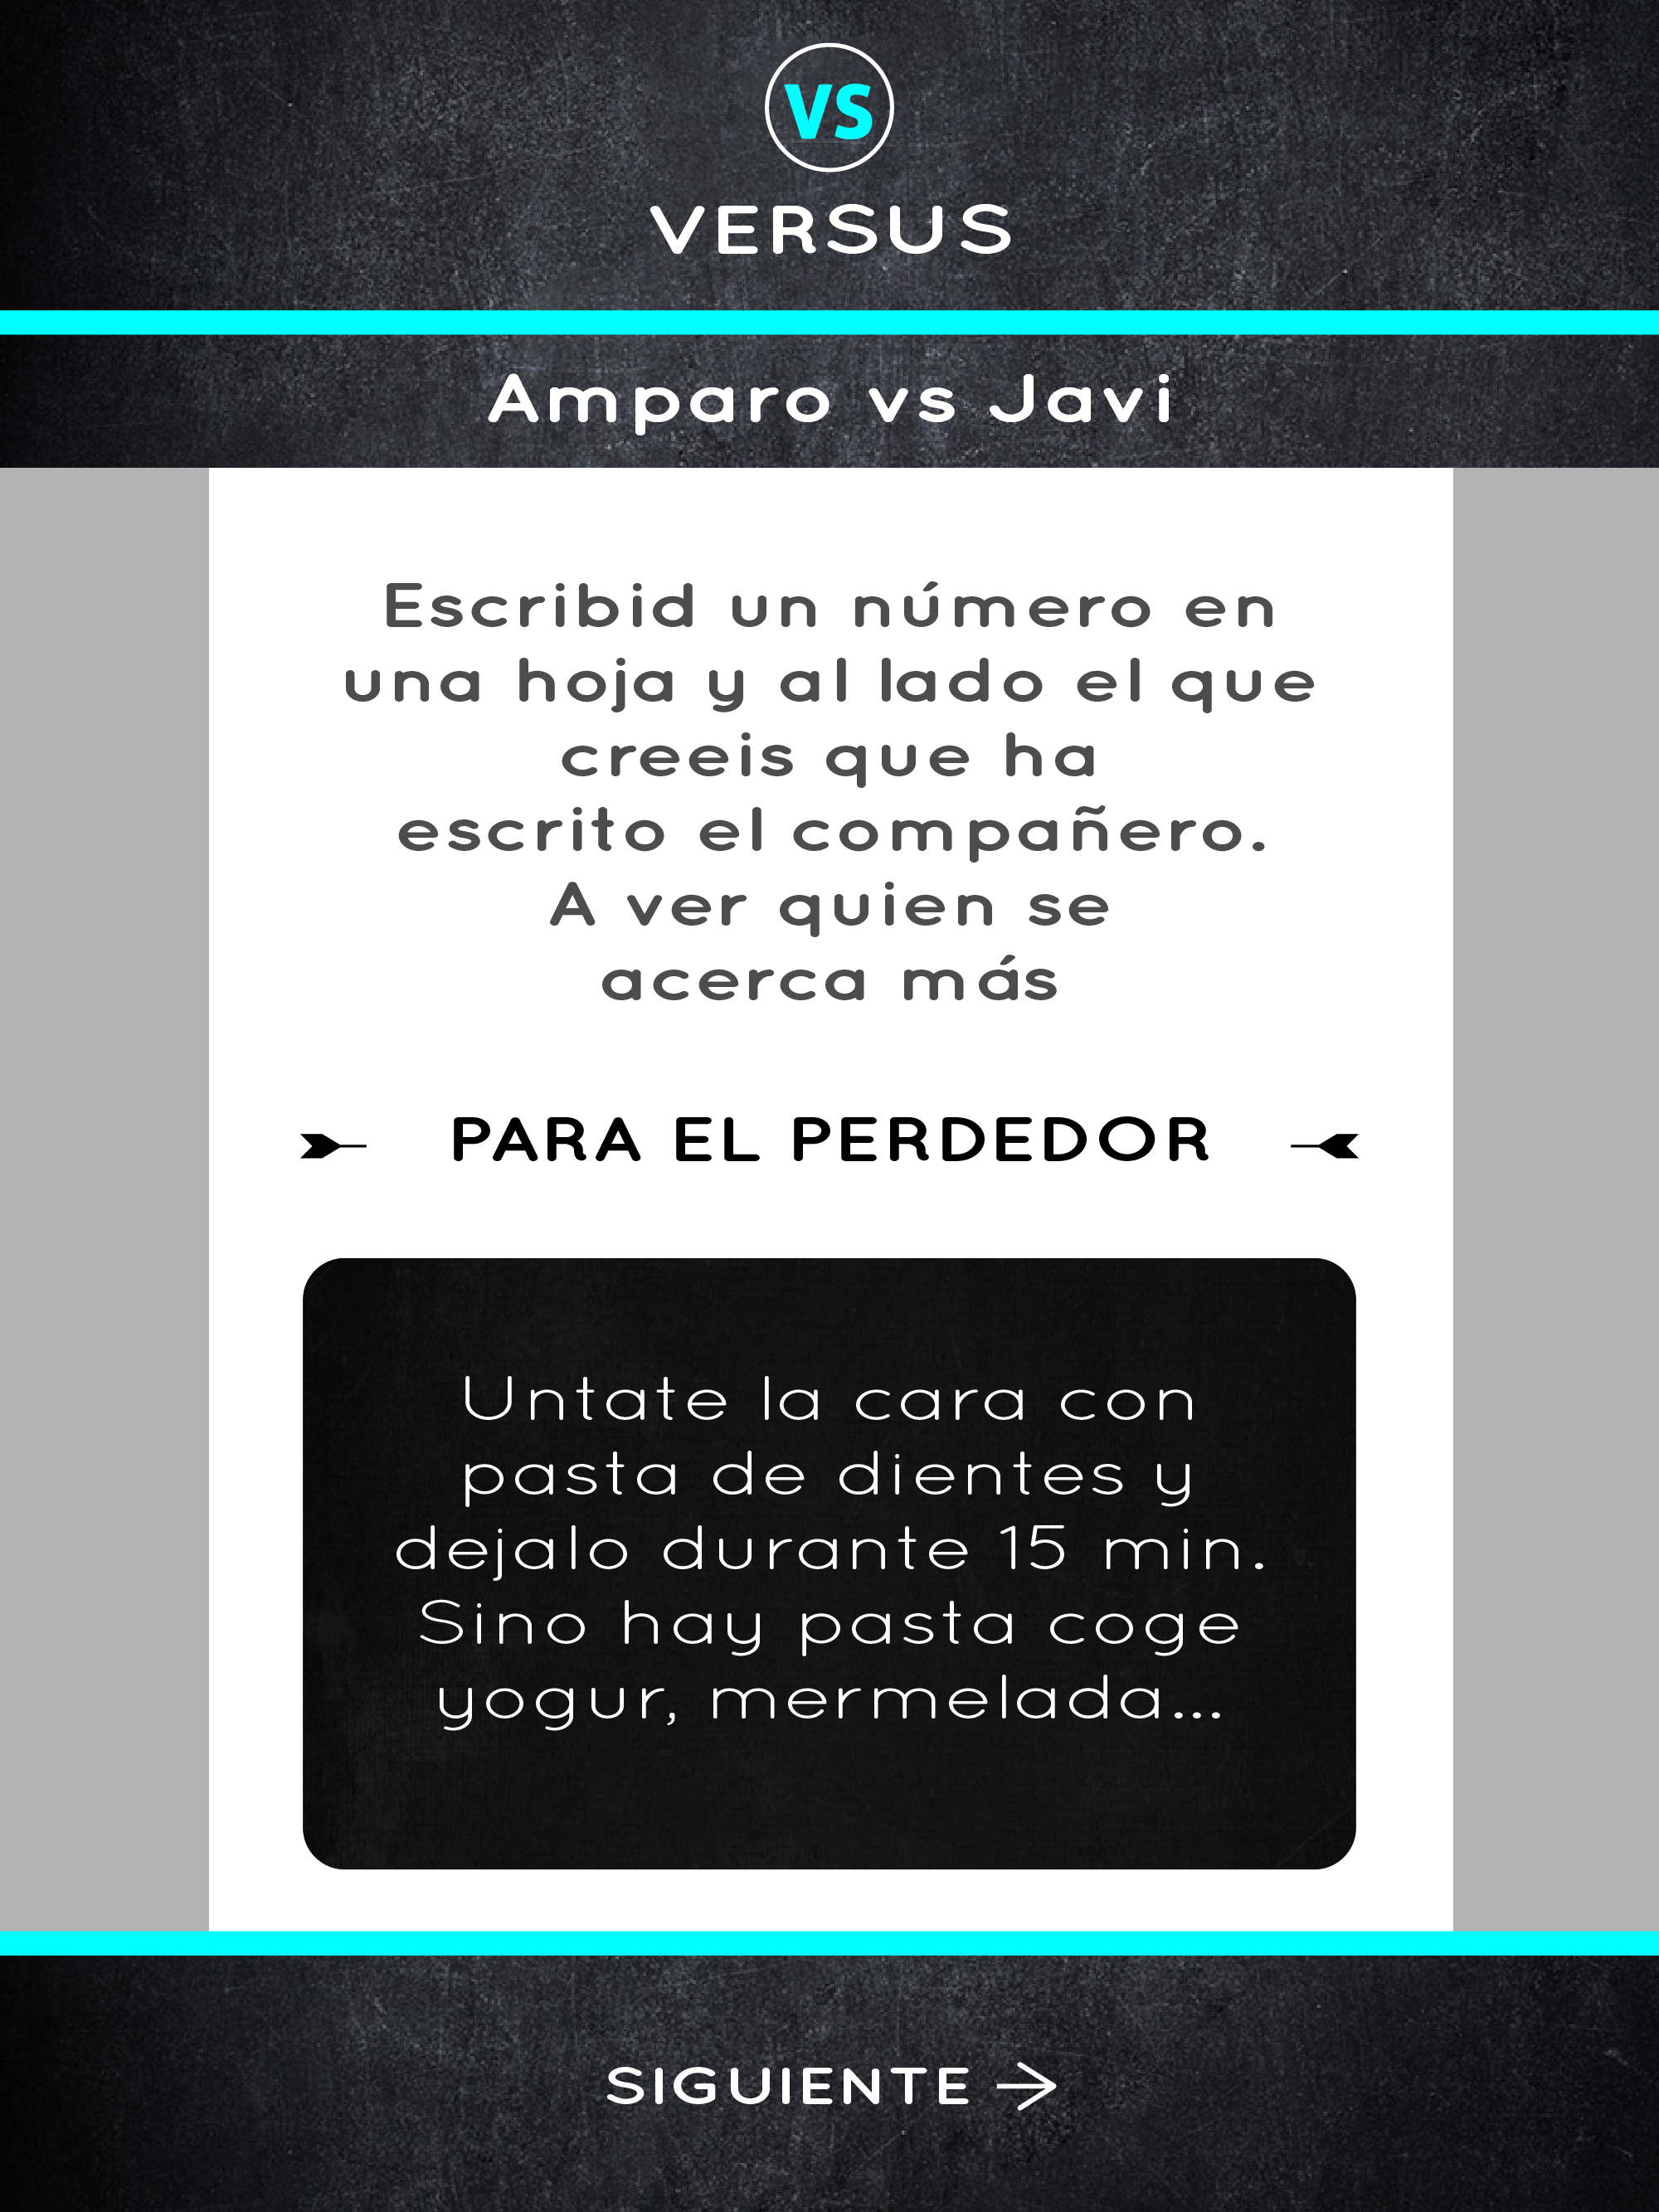 VS
VERSUS
Amparo vs Javi
Escribid un número en
una hoja y al lado el que
creeis que ha
escrito el compañero.
A ver quien se
acerca más
PARA EL PERDEDOR
Untate la cara con
pasta de dientes y
dejalo durante 15 min.
Sino hay pasta coge
yogur, mermelada...
SIGUIENTE →